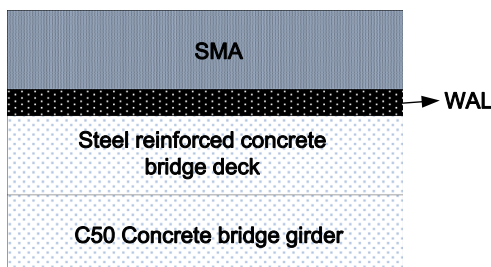 SMA
WAL
Steel reinforced concrete
bridge deck
C50 Concrete bridge girder